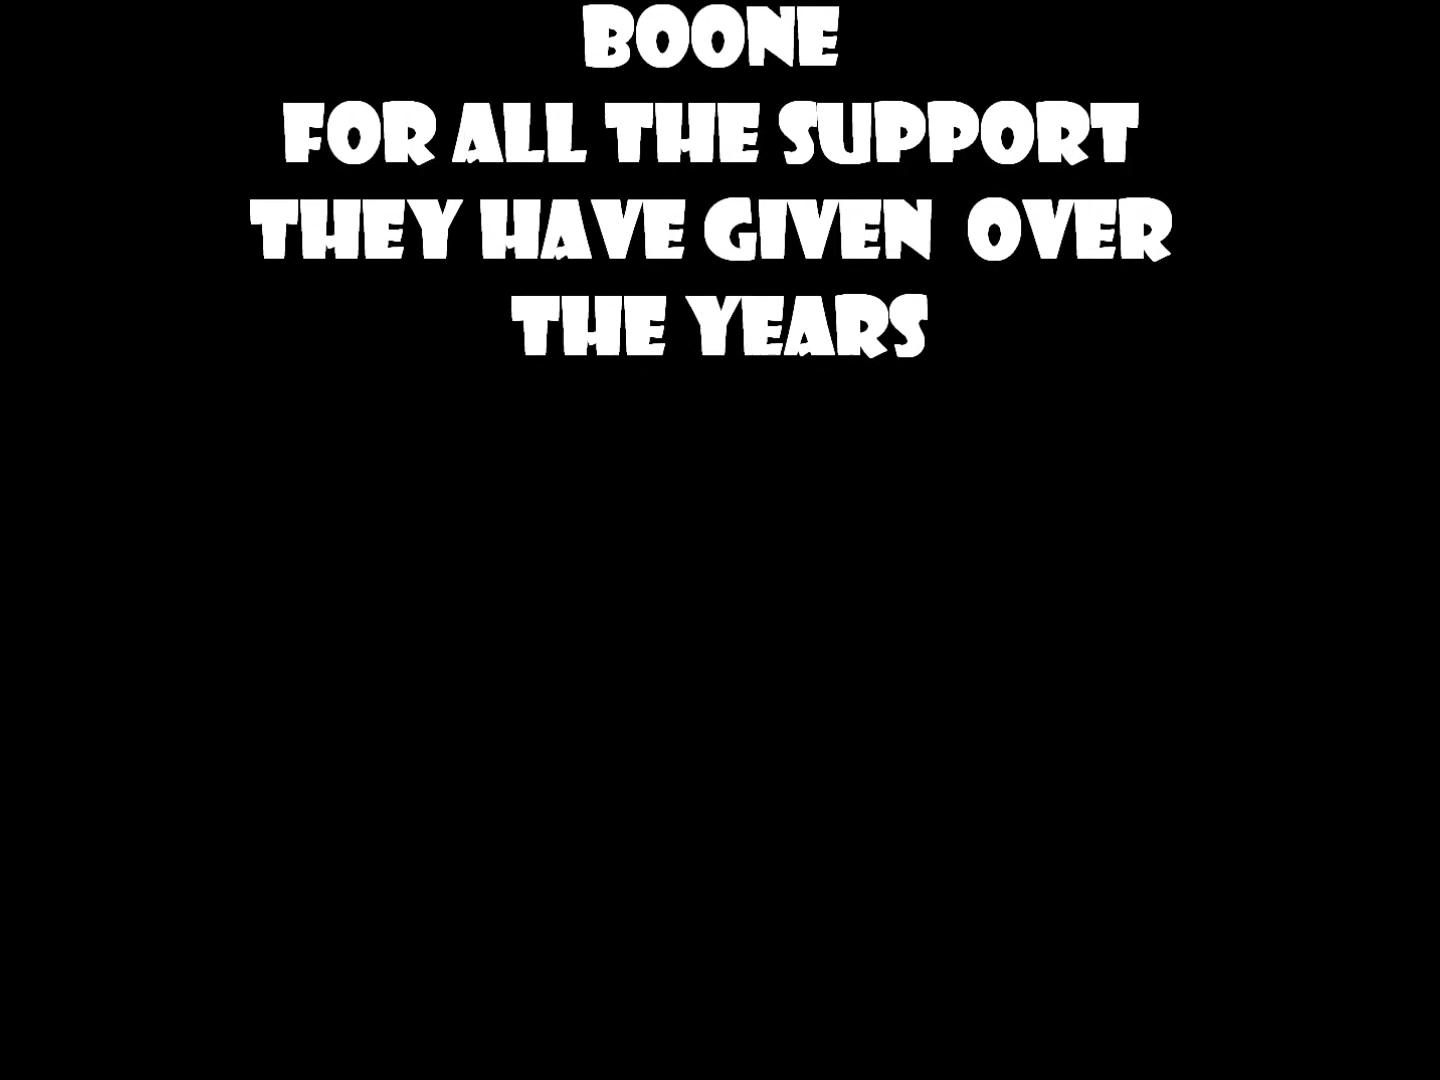 BOONE
FOR ALL THE SUPPORT
THEY HAVE GIVEN  OVER
THE YEARS